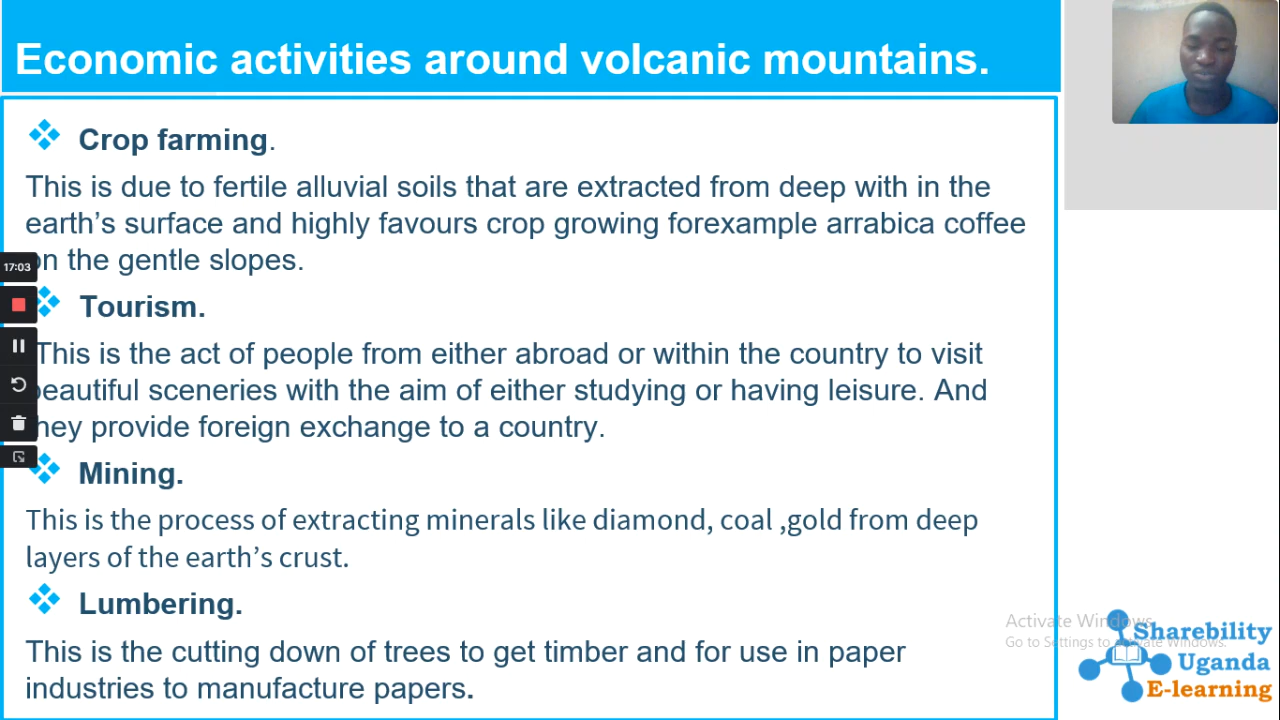 Economic activities around volcanic mountains.
Crop farming.
This is due to fertile alluvial soils that are extracted from deep with in the
earth’s surface and highly favours crop growing forexample arrabica coffee
on the gentle slopes.
17:03
Tourism.
This is the act of people from either abroad or within the country to visit
beautiful sceneries with the aim of either studying or having leisure. And
they provide foreign exchange to a country.
Mining.
This is the process of extracting minerals like diamond, coal ,gold from deep
layers of the earth’s crust.
Lumbering.
This is the cutting down of trees to get timber and for use in paper
industries to manufacture papers.
Activate Windows
Go to Settings to activate Windows.
Sharebility
Uganda
E-learning